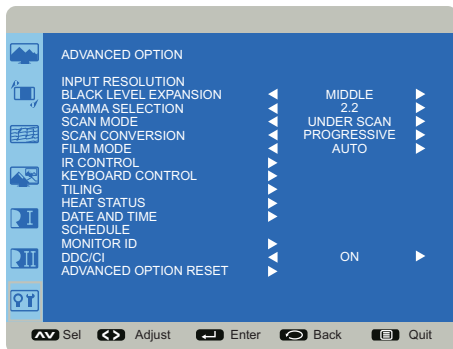 ADVANCED OPTION
INPUT RESOLUTION
BLACK LEVEL EXPANSION MIDDLE
GAMMA SELECTION 2.2
SCAN MODE UNDER SCAN
SCAN CONVERSION PROGRESSIVE
FILM MODE AUTO
IR CONTROL
KEYBOARD CONTROL
TILING
HEAT STATUS
DATE AND TIME
SCHEDULE
MONITOR ID
DDC/CI ON
ADVANCED OPTION RESET
Sel Adjust Enter Back Quit